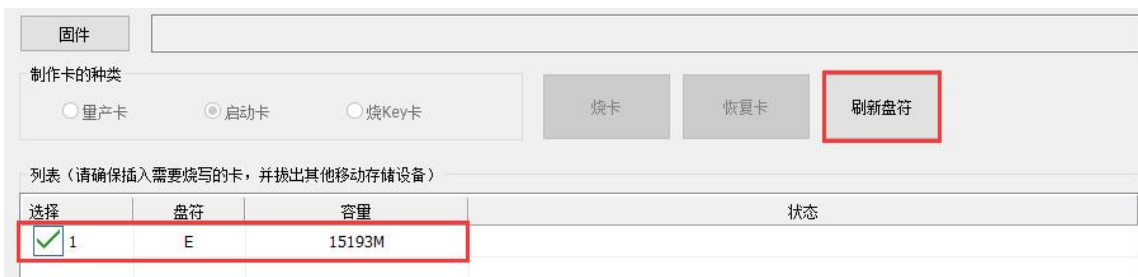 固件
制作卡的种类
量产卡 启动卡 烧Key卡 烧卡 恢复卡 刷新盘符
列表（请确保插入需要烧写的卡，并拔出其他移动存储设备）
选择 盘符 容量 状态
1 E 15193M